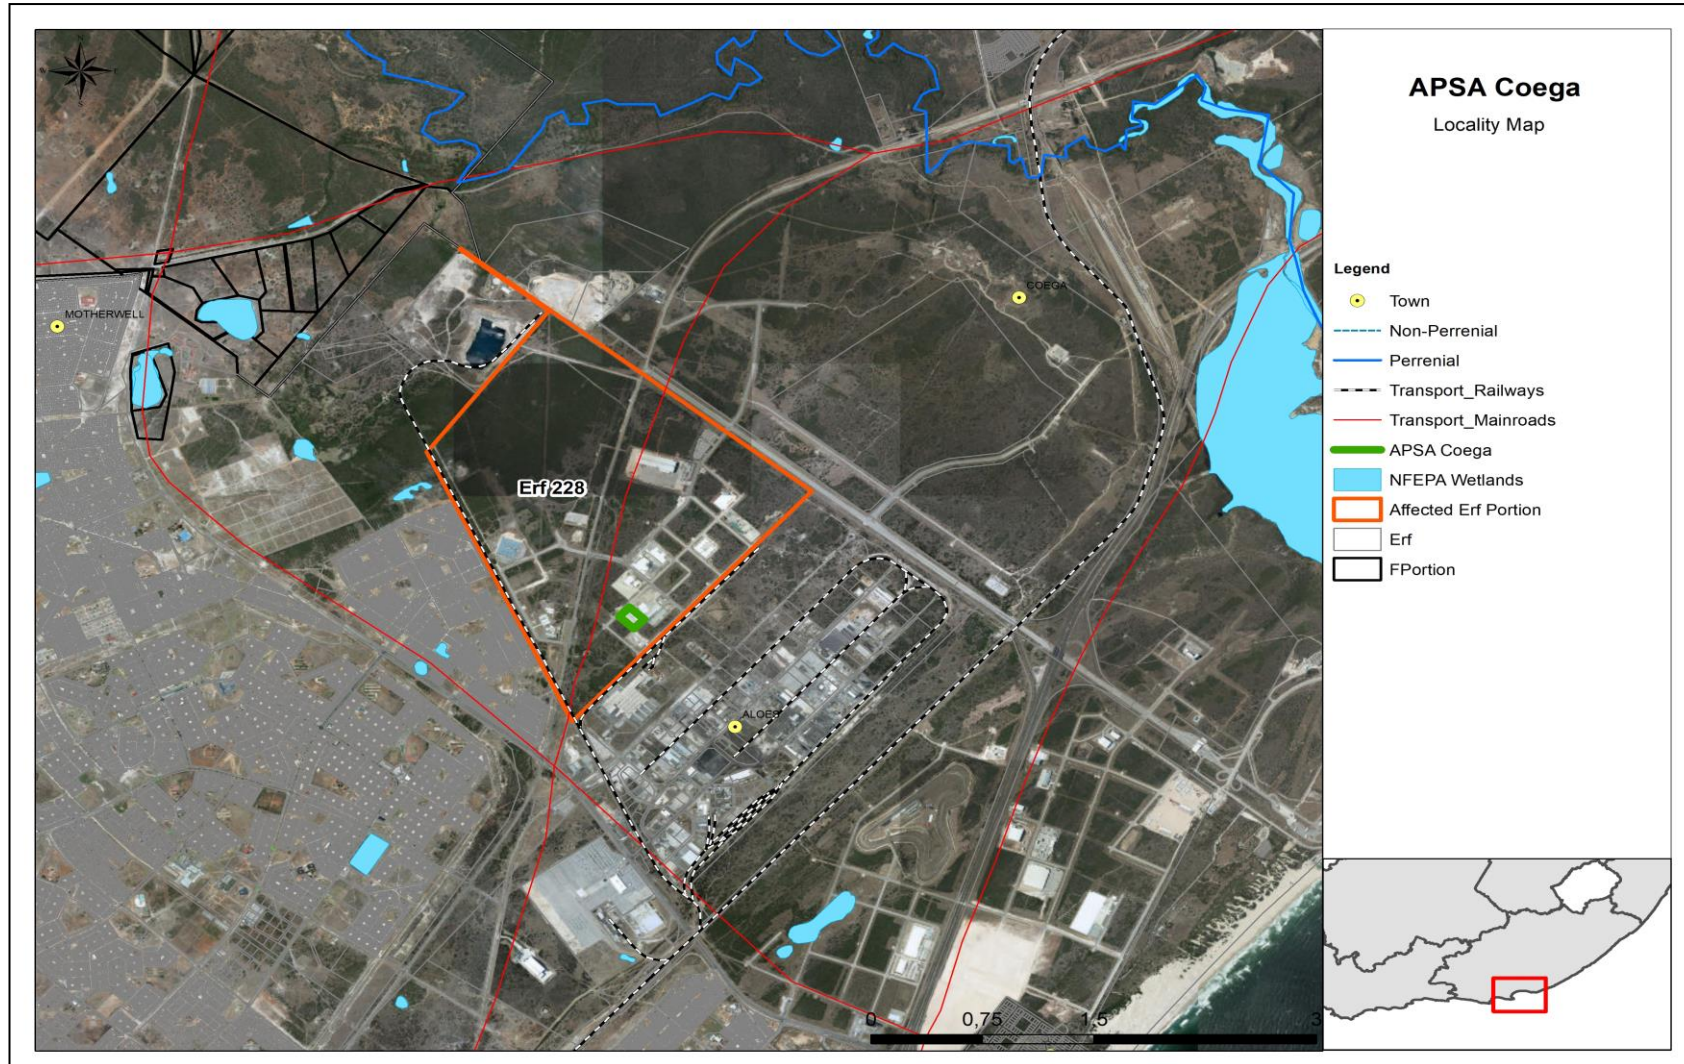 APSA Coega
Locality Map
COEGA
MOTHERWELL
Erf 228
ALOES
Legend
Town
Non-Perrenial
Perrenial
Transport_Railways
Transport_Mainroads
APSA Coega
NFEPA Wetlands
Affected Erf Portion
Erf
FPortion
0 0,75 1,5 3